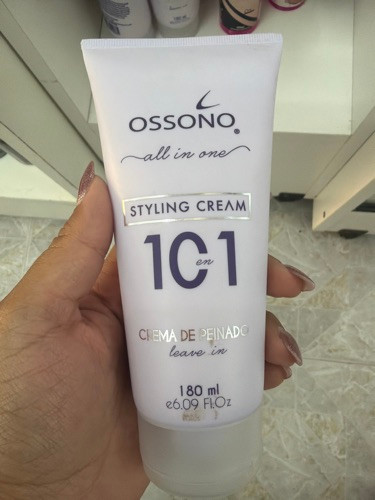 OSSONO®
all in one
STYLING CREAM
10 en 1
CREMA DE PEINADO
leave in
180 ml
e6.09 Fl.Oz